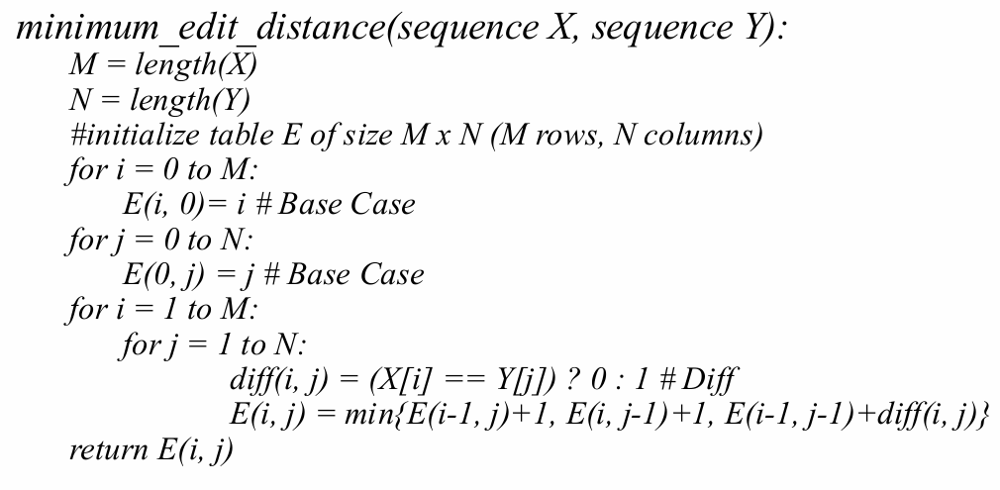 minimum_edit_distance(sequence X, sequence Y):
M = length(X)
N = length(Y)
#initialize table E of size M x N (M rows, N columns)
for i = 0 to M:
E(i, 0)= i # Base Case
for j = 0 to N:
E(0, j) = j # Base Case
for i = 1 to M:
for j = 1 to N:
diff(i, j) = (X[i] == Y[j]) ? 0 : 1 # Diff
E(i, j) = min{E(i-1, j)+1, E(i, j-1)+1, E(i-1, j-1)+diff(i, j)}
return E(i, j)